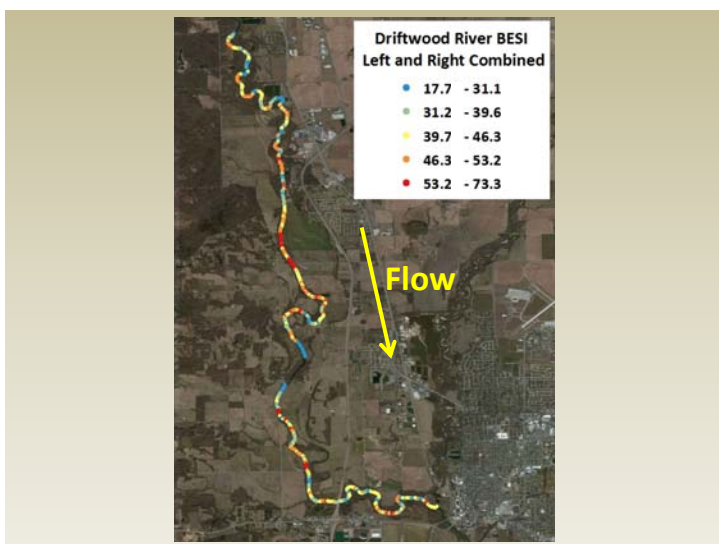 Driftwood River BESI
Left and Right Combined
17.7 - 31.1
31.2 - 39.6
39.7 - 46.3
46.3 - 53.2
53.2 - 73.3
Flow